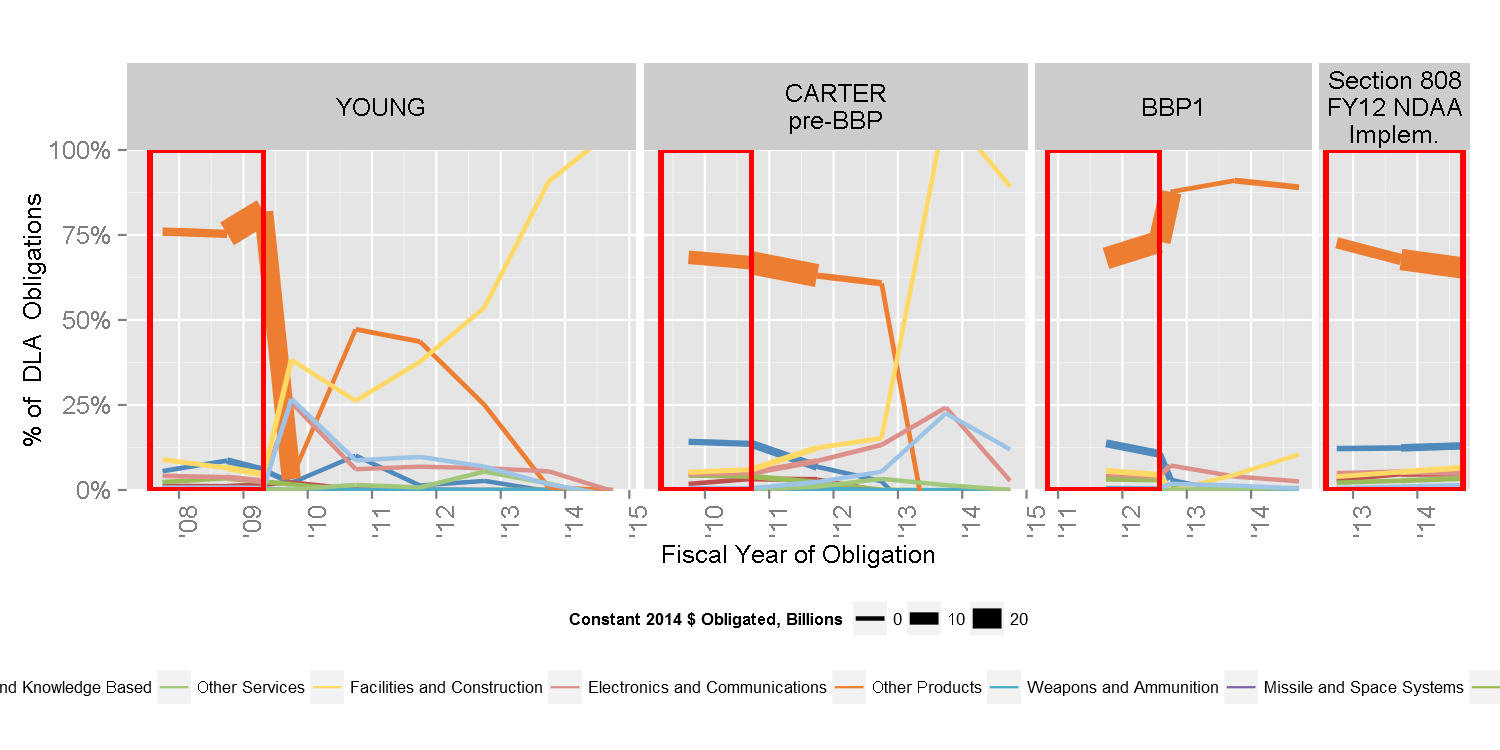 YOUNG
CARTER
pre-BBP
BBP1
Section 808
FY12 NDAA
Implem.
100%
75%
50%
25%
0%
% of DLA Obligations
'08
'09
'10
'11
'12
'13
'14
'15
'10
'11
'12
'13
'14
'15
'11
'12
'13
'14
'13
'14
Fiscal Year of Obligation
Constant 2014 $ Obligated, Billions 0 10 20
nd Knowledge Based Other Services Facilities and Construction Electronics and Communications Other Products Weapons and Ammunition Missile and Space Systems